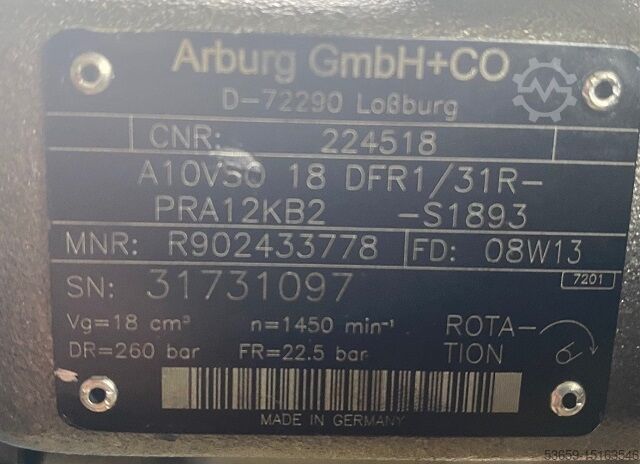 Arburg GmbH+CO
D-72290 Loßburg
CNR: 224518
A10VSO 18 DFR1/31R-
PRA12KB2 -S1893
MNR: R902433778 FD: 08W13
7201
SN: 31731097
Vg=18 cm³ n=1450 min⁻¹ ROTA-
DR=260 bar FR=22.5 bar TION
MADE IN GERMANY
53659-15163546